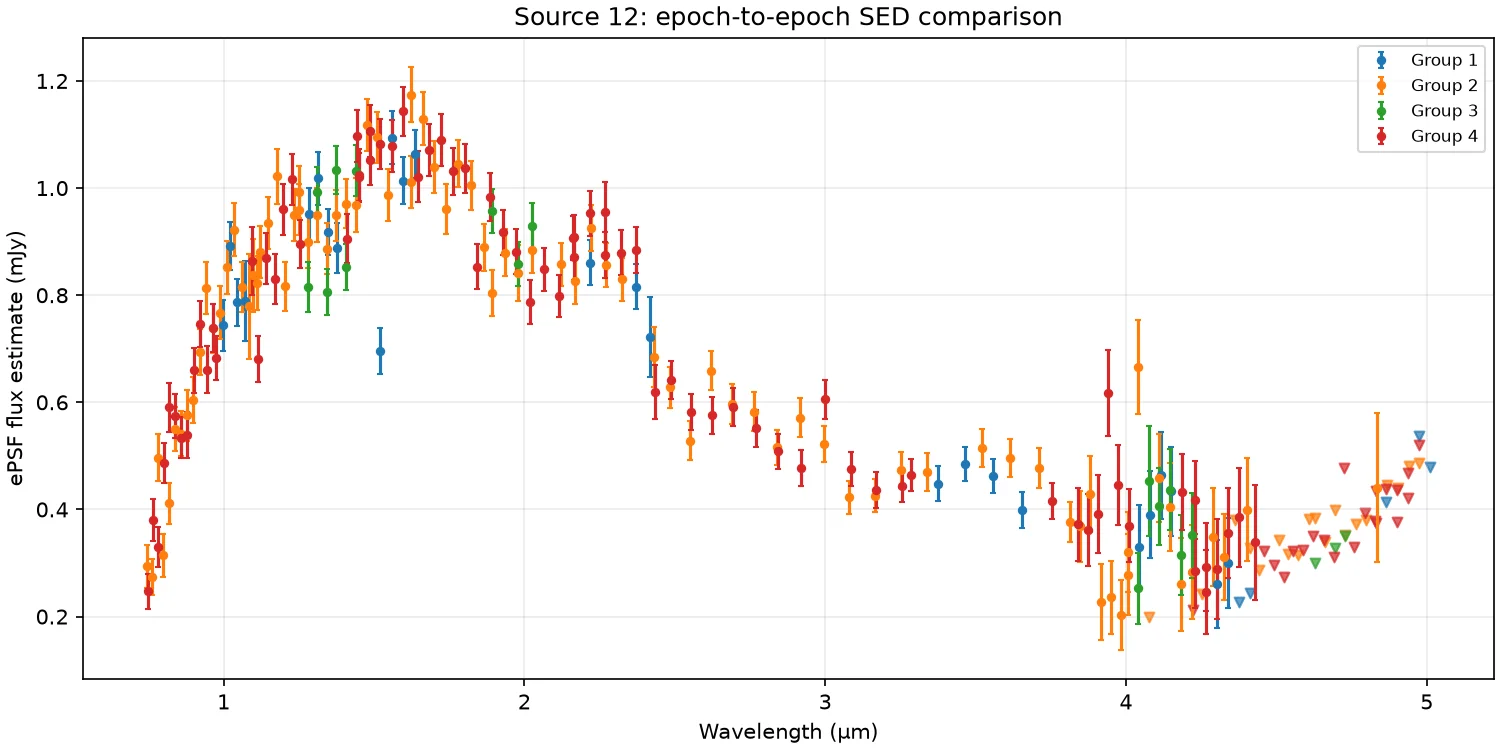 Source 12: epoch-to-epoch SED comparison
ePSF flux estimate (mJy)
1.2
1.0
0.8
0.6
0.4
0.2
Group 1
Group 2
Group 3
Group 4
1 2 3 4 5
Wavelength (μm)